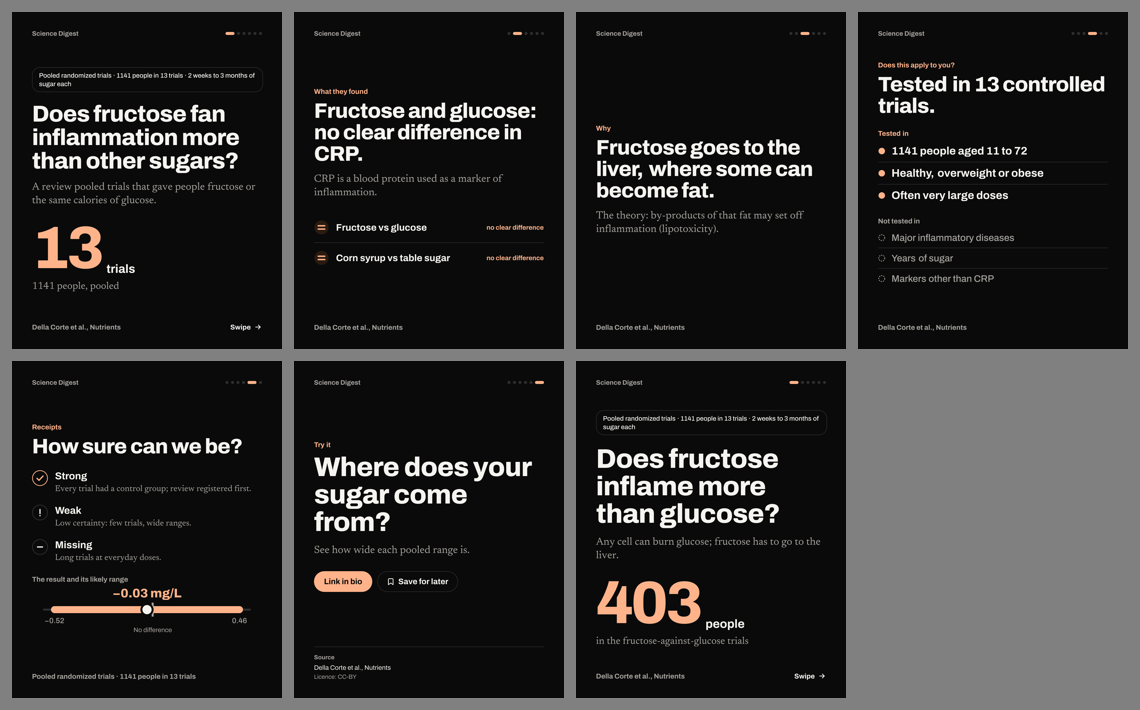 Science Digest
Pooled randomized trials · 1141 people in 13 trials · 2 weeks to 3 months of
sugar each
Does fructose fan
inflammation more
than other sugars?
A review pooled trials that gave people fructose or
the same calories of glucose.
13 trials
1141 people, pooled
Della Corte et al., Nutrients
Swipe →
Science Digest
What they found
Fructose and glucose:
no clear difference in
CRP.
CRP is a blood protein used as a marker of
inflammation.
Fructose vs glucose no clear difference
Corn syrup vs table sugar no clear difference
Della Corte et al., Nutrients
Science Digest
Why
Fructose goes to the
liver, where some can
become fat.
The theory: by-products of that fat may set off
inflammation (lipotoxicity).
Della Corte et al., Nutrients
Science Digest
Does this apply to you?
Tested in 13 controlled
trials.
Tested in
1141 people aged 11 to 72
Healthy, overweight or obese
Often very large doses
Not tested in
Major inflammatory diseases
Years of sugar
Markers other than CRP
Della Corte et al., Nutrients
Science Digest
Receipts
How sure can we be?
Strong
Every trial had a control group; review registered first.
Weak
Low certainty: few trials, wide ranges.
Missing
Long trials at everyday doses.
The result and its likely range
−0.03 mg/L
−0.52 0.46
No difference
Pooled randomized trials · 1141 people in 13 trials
Science Digest
Try it
Where does your
sugar come
from?
See how wide each pooled range is.
Link in bio
Save for later
Source
Della Corte et al., Nutrients
Licence: CC-BY
Science Digest
Pooled randomized trials · 1141 people in 13 trials · 2 weeks to 3 months of
sugar each
Does fructose
inflame more
than glucose?
Any cell can burn glucose; fructose has to go to the
liver.
403 people
in the fructose-against-glucose trials
Della Corte et al., Nutrients
Swipe →